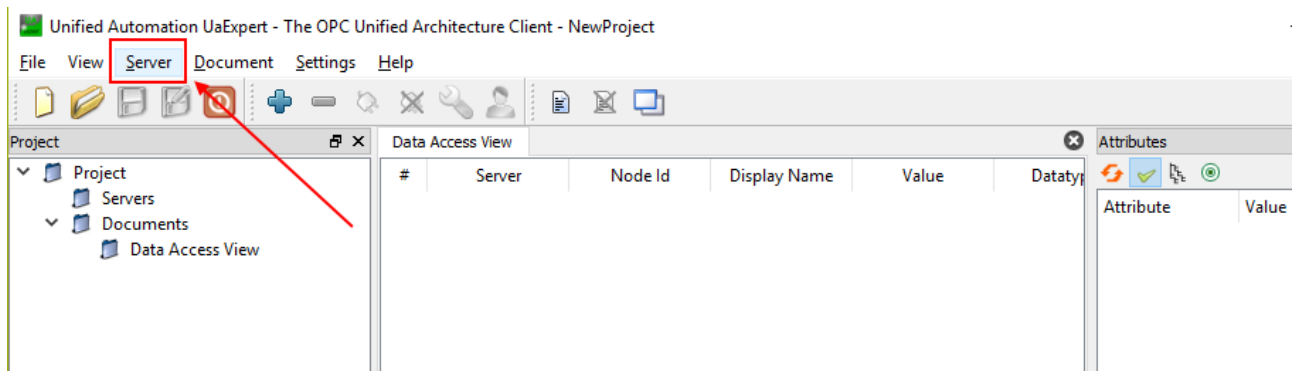 Unified Automation UaExpert - The OPC Unified Architecture Client - NewProject
File View Server Document Settings Help
Project
Data Access View
Attributes
Project
Servers
Documents
Data Access View
# Server Node Id Display Name Value Datatyp
Attribute Value